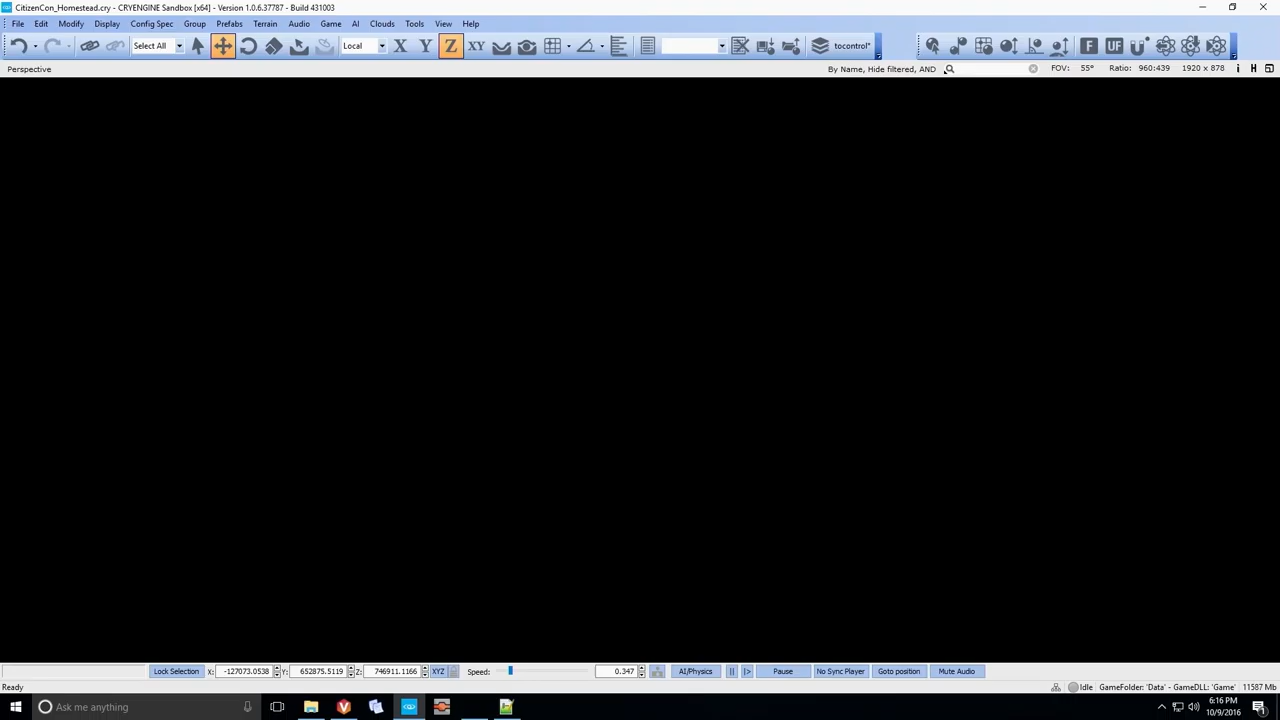 CitizenCon_Homestead.cry - CRYENGINE Sandbox [x64] - Version 1.0.6.37787 - Build 431003
File Edit Modify Display Config Spec Group Prefabs Terrain Audio Game AI Clouds Tools View Help
Select All Local X Y Z XY tocontrol* F UF
Perspective By Name, Hide filtered, AND FOV: 55° Ratio: 960:439 1920 x 878 i H
Lock Selection X: -127073.0538 Y: 652875.5119 Z: 746911.1166 XYZ Speed: 0.347 AI/Physics Pause No Sync Player Goto position Mute Audio
Ready Idle GameFolder: 'Data' - GameDLL: 'Game' 11587 Mb
Ask me anything 6:16 PM
10/9/2016